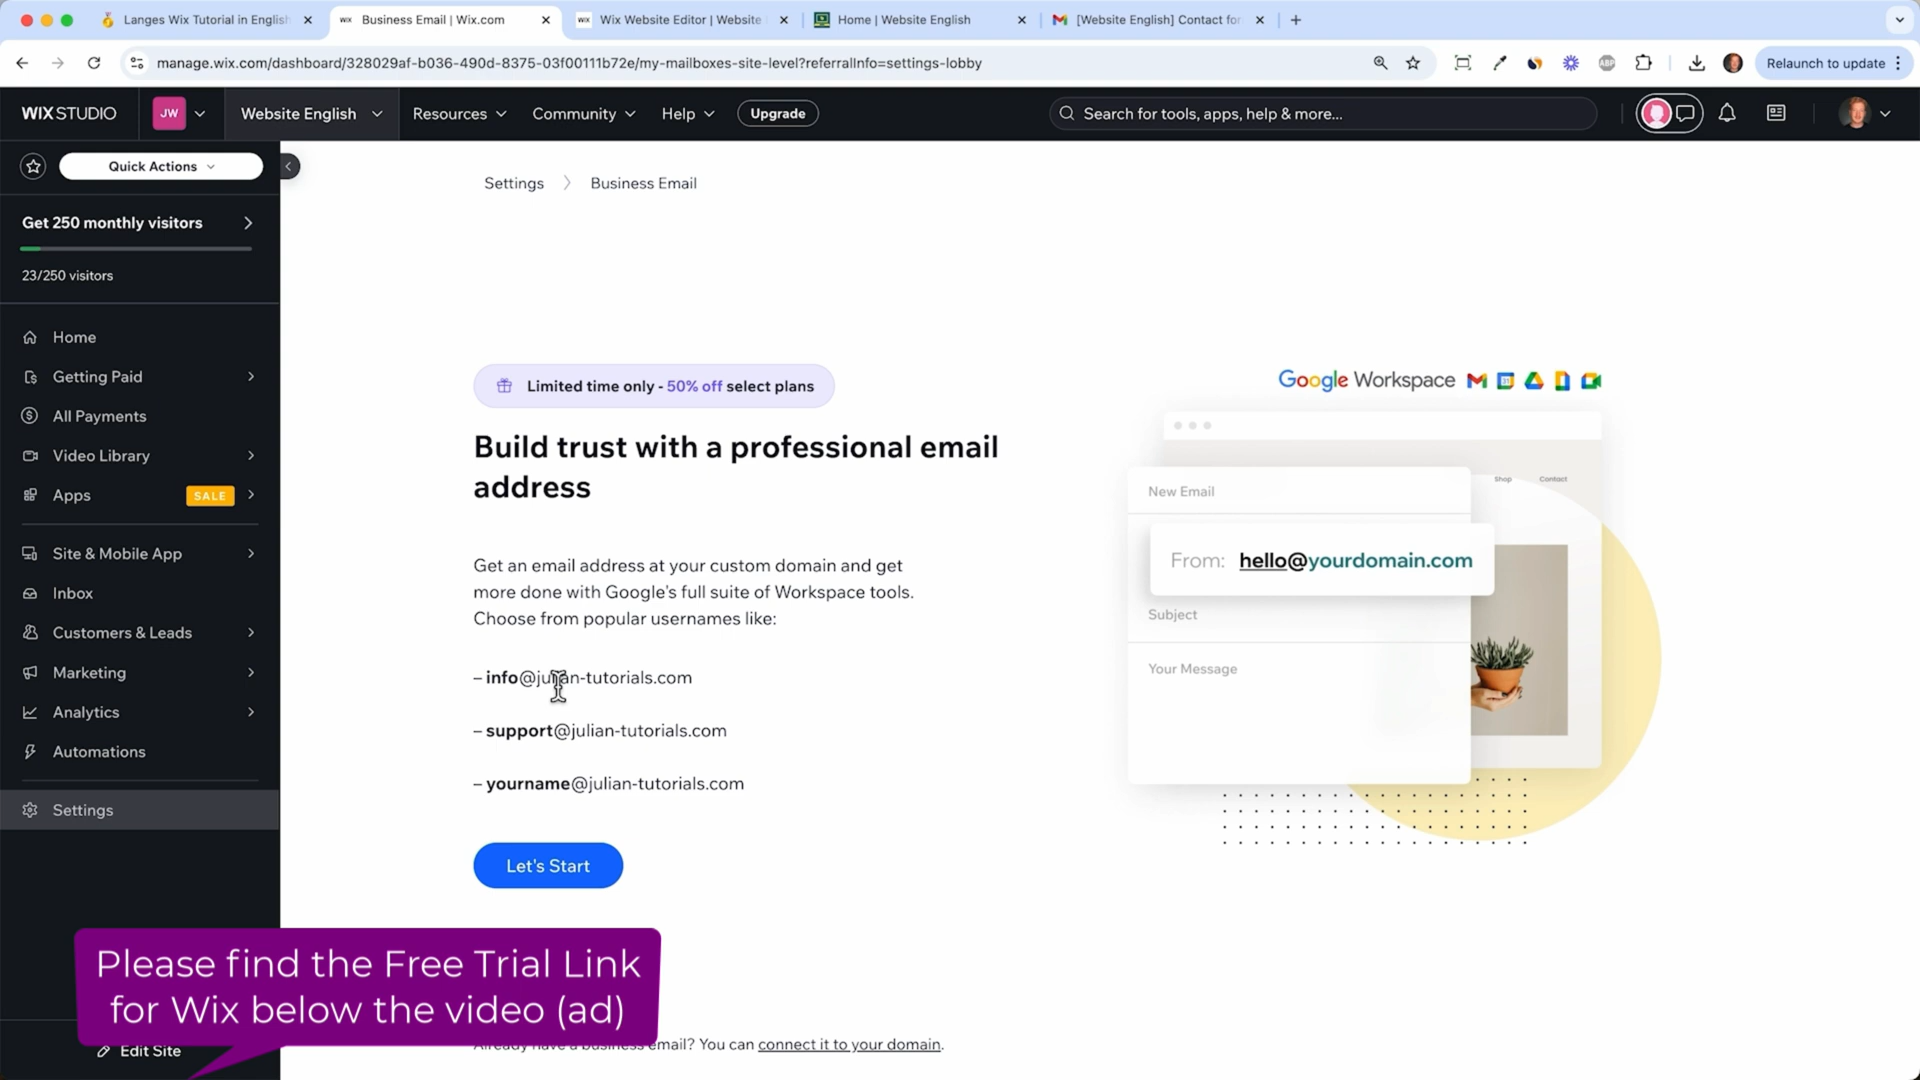 Langes Wix Tutorial in English
Business Email | Wix.com
Wix Website Editor | Website
Home | Website English
[Website English] Contact for
manage.wix.com/dashboard/328029af-b036-490d-8375-03f00111b72e/my-mailboxes-site-level?referralInfo=settings-lobby
Relaunch to update
WIX STUDIO
JW
Website English
Resources
Community
Help
Upgrade
Search for tools, apps, help & more...
Quick Actions
Get 250 monthly visitors
23/250 visitors
Home
Getting Paid
All Payments
Video Library
Apps
SALE
Site & Mobile App
Inbox
Customers & Leads
Marketing
Analytics
Automations
Settings
Edit Site
Settings > Business Email
Limited time only - 50% off select plans
Build trust with a professional email
address
Get an email address at your custom domain and get
more done with Google's full suite of Workspace tools.
Choose from popular usernames like:
– info@julian-tutorials.com
– support@julian-tutorials.com
– yourname@julian-tutorials.com
Let's Start
Already have a business email? You can connect it to your domain.
Google Workspace
Shop
Contact
New Email
From: hello@yourdomain.com
Subject
Your Message
Please find the Free Trial Link
for Wix below the video (ad)